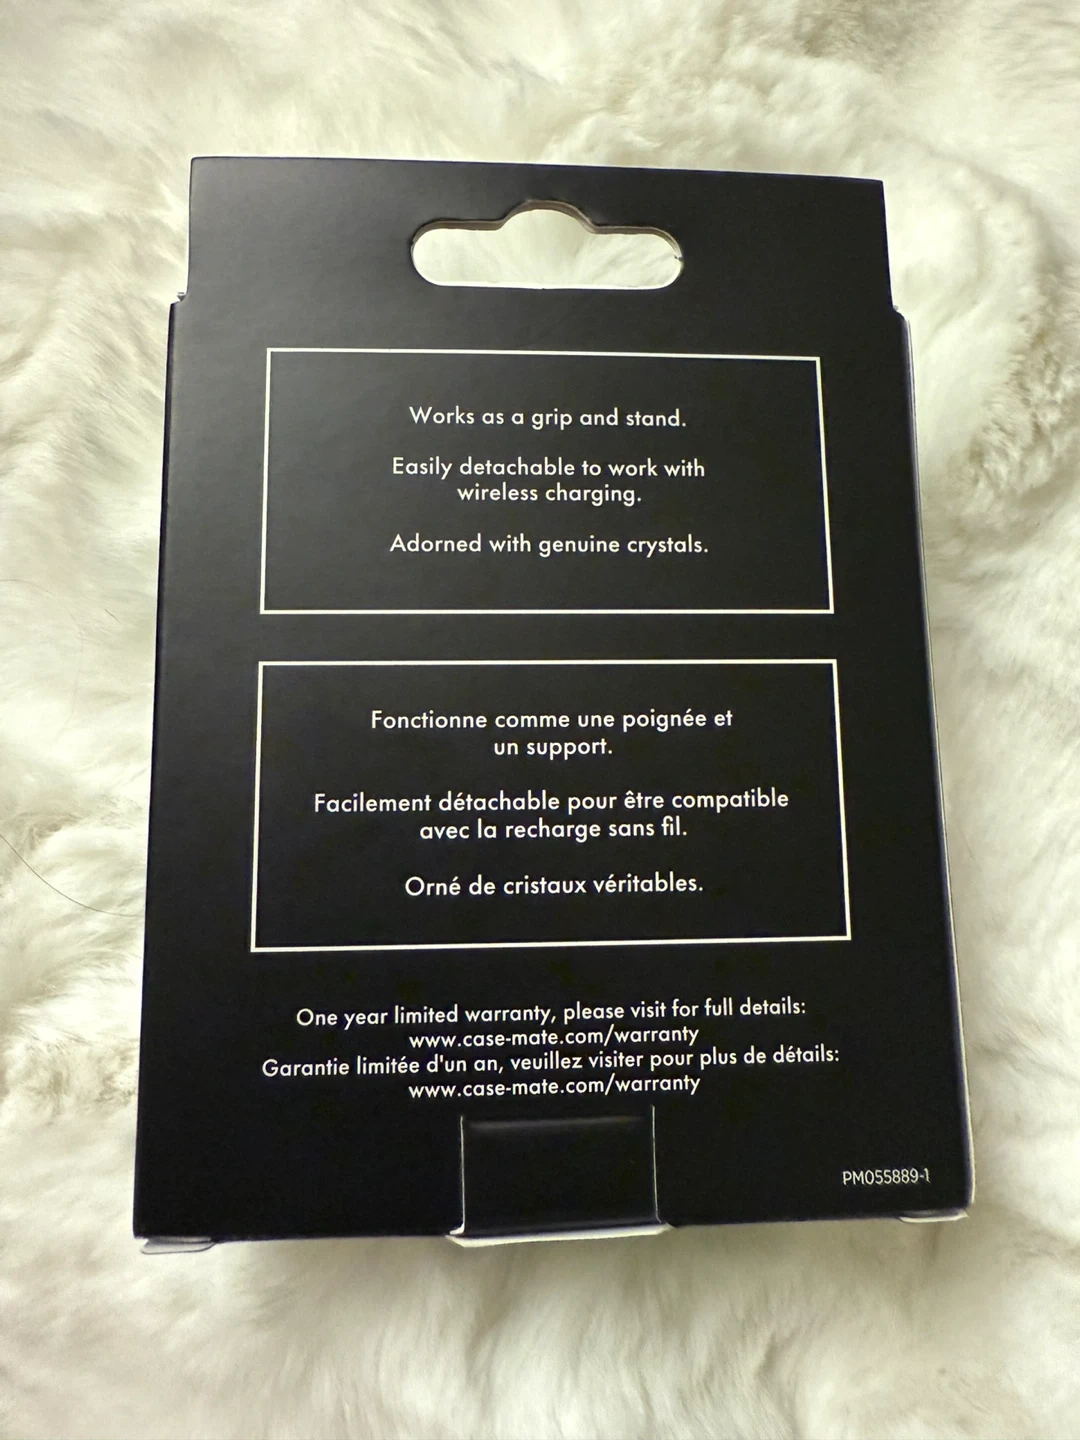 Works as a grip and stand.
Easily detachable to work with
wireless charging.
Adorned with genuine crystals.
Fonctionne comme une poignée et
un support.
Facilement détachable pour être compatible
avec la recharge sans fil.
Orné de cristaux véritables.
One year limited warranty, please visit for full details:
www.case-mate.com/warranty
Garantie limitée d'un an, veuillez visiter pour plus de détails:
www.case-mate.com/warranty
PM055889-1